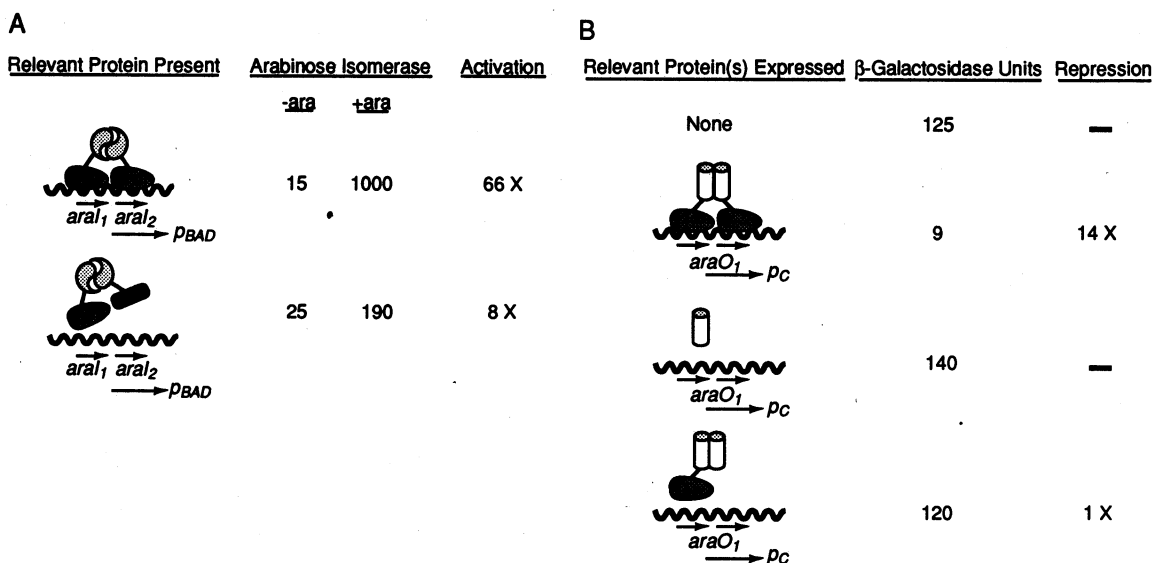 A
Relevant Protein Present Arabinose Isomerase Activation
-ara +ara
15 1000 66 X
araI1 araI2
pBAD
25 190 8 X
araI1 araI2
pBAD
B
Relevant Protein(s) Expressed β-Galactosidase Units Repression
None 125 —
9 14 X
araO1
pC
140 —
araO1
pC
120 1 X
araO1
pC